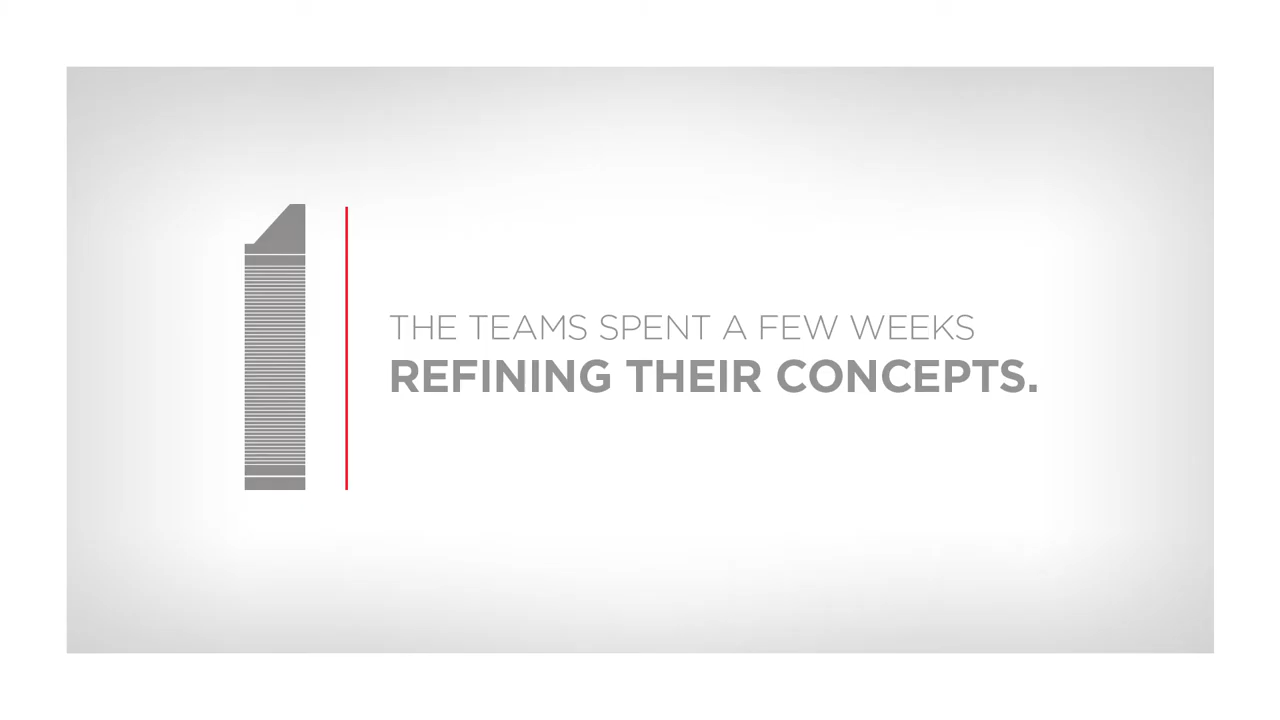 THE TEAMS SPENT A FEW WEEKS
REFINING THEIR CONCEPTS.